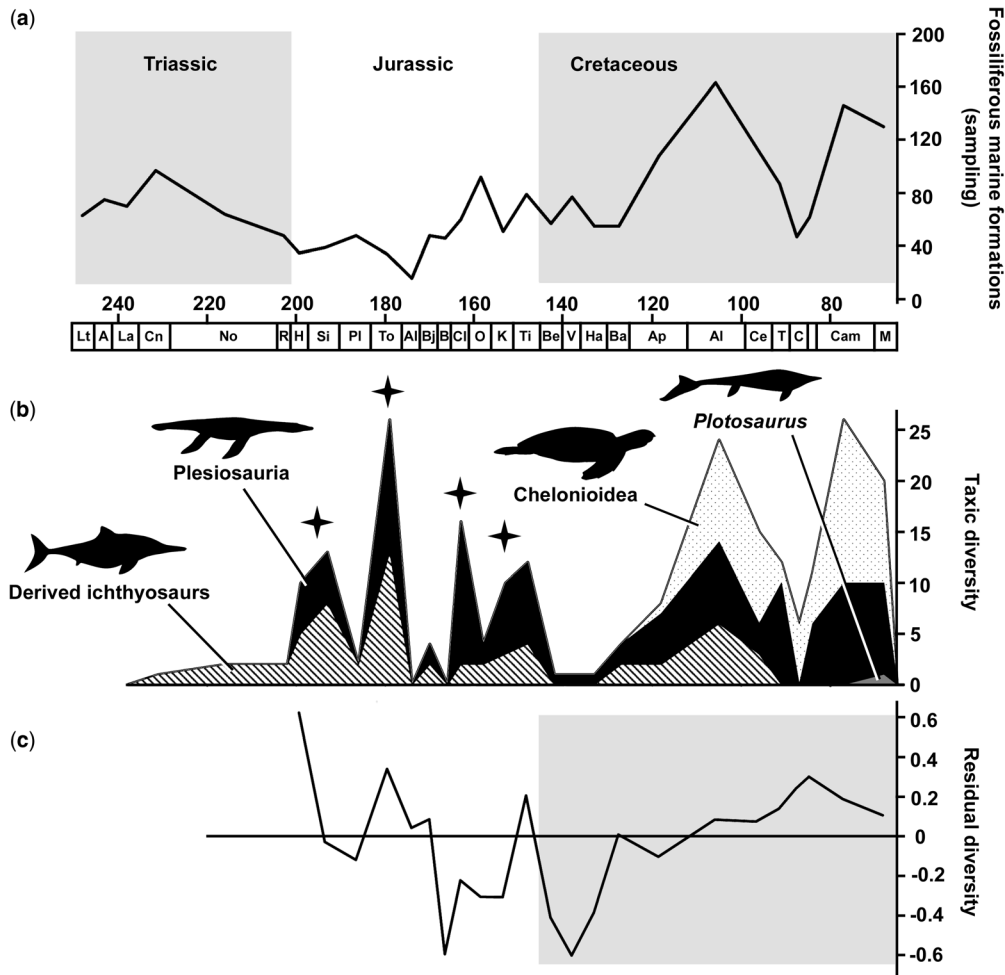 (a)
Triassic
Jurassic
Cretaceous
200
160
120
80
40
0
Fossiliferous marine formations
(sampling)
240
220
200
180
160
140
120
100
80
Lt A La Cn No R H Si Pl To Al Bj B Cl O K Ti Be V Ha Ba Ap Al Ce T C Cam M
(b)
Plesiosauria
Derived ichthyosaurs
Chelonioidea
Plotosaurus
25
20
15
10
5
0
Taxic diversity
(c)
0.6
0.4
0.2
0
-0.2
-0.4
-0.6
Residual diversity